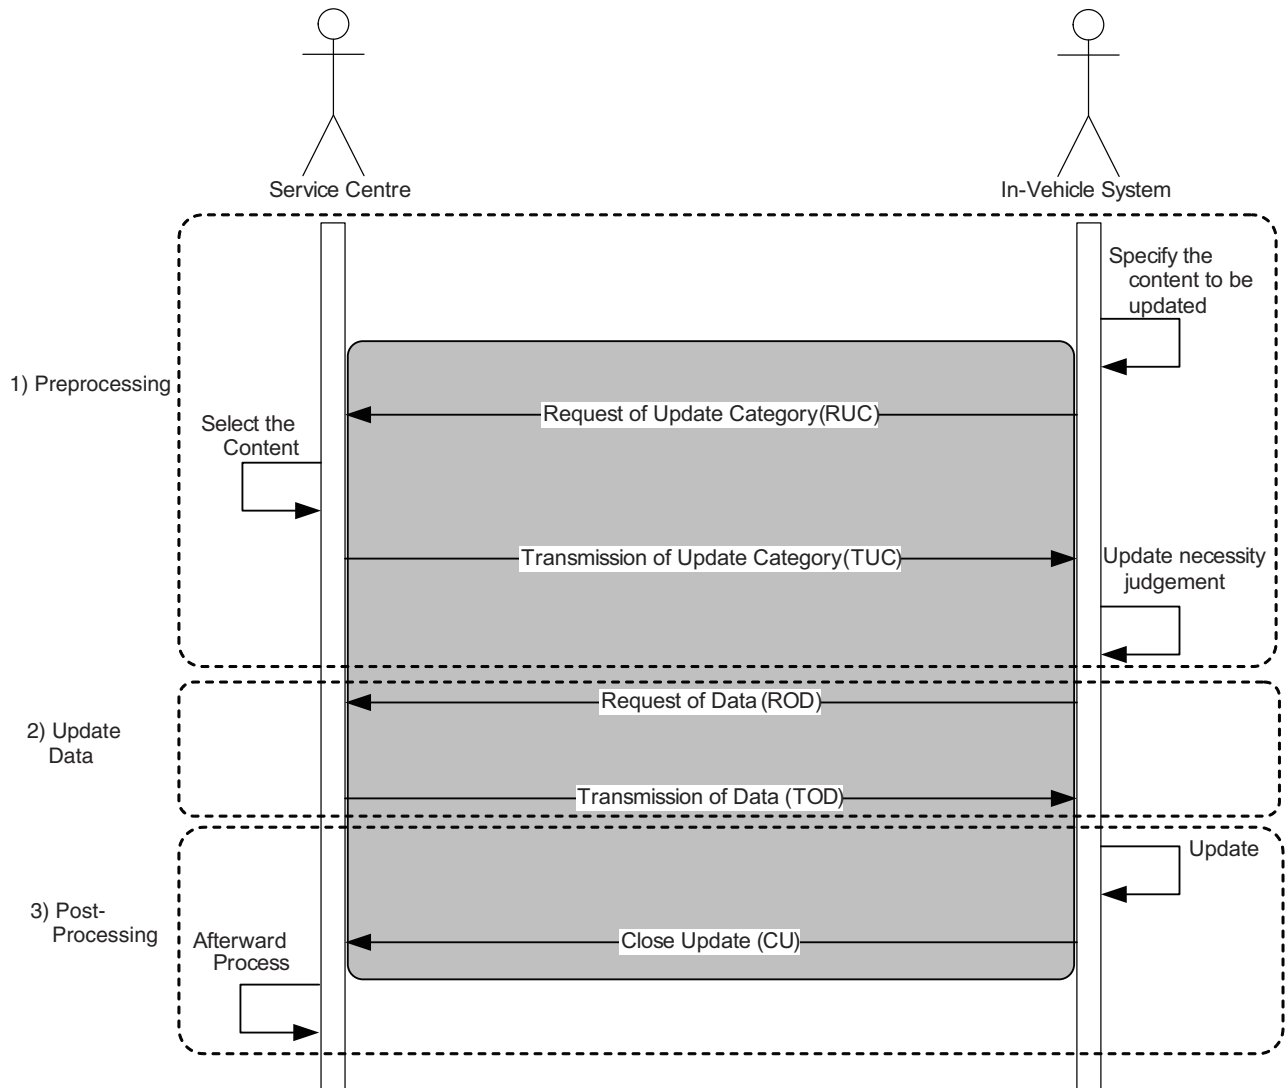 Service Centre
In-Vehicle System
Specify the
content to be
updated
1) Preprocessing
Request of Update Category(RUC)
Select the
Content
Transmission of Update Category(TUC)
Update necessity
judgement
Request of Data (ROD)
2) Update
Data
Transmission of Data (TOD)
Update
3) Post-
Processing
Close Update (CU)
Afterward
Process